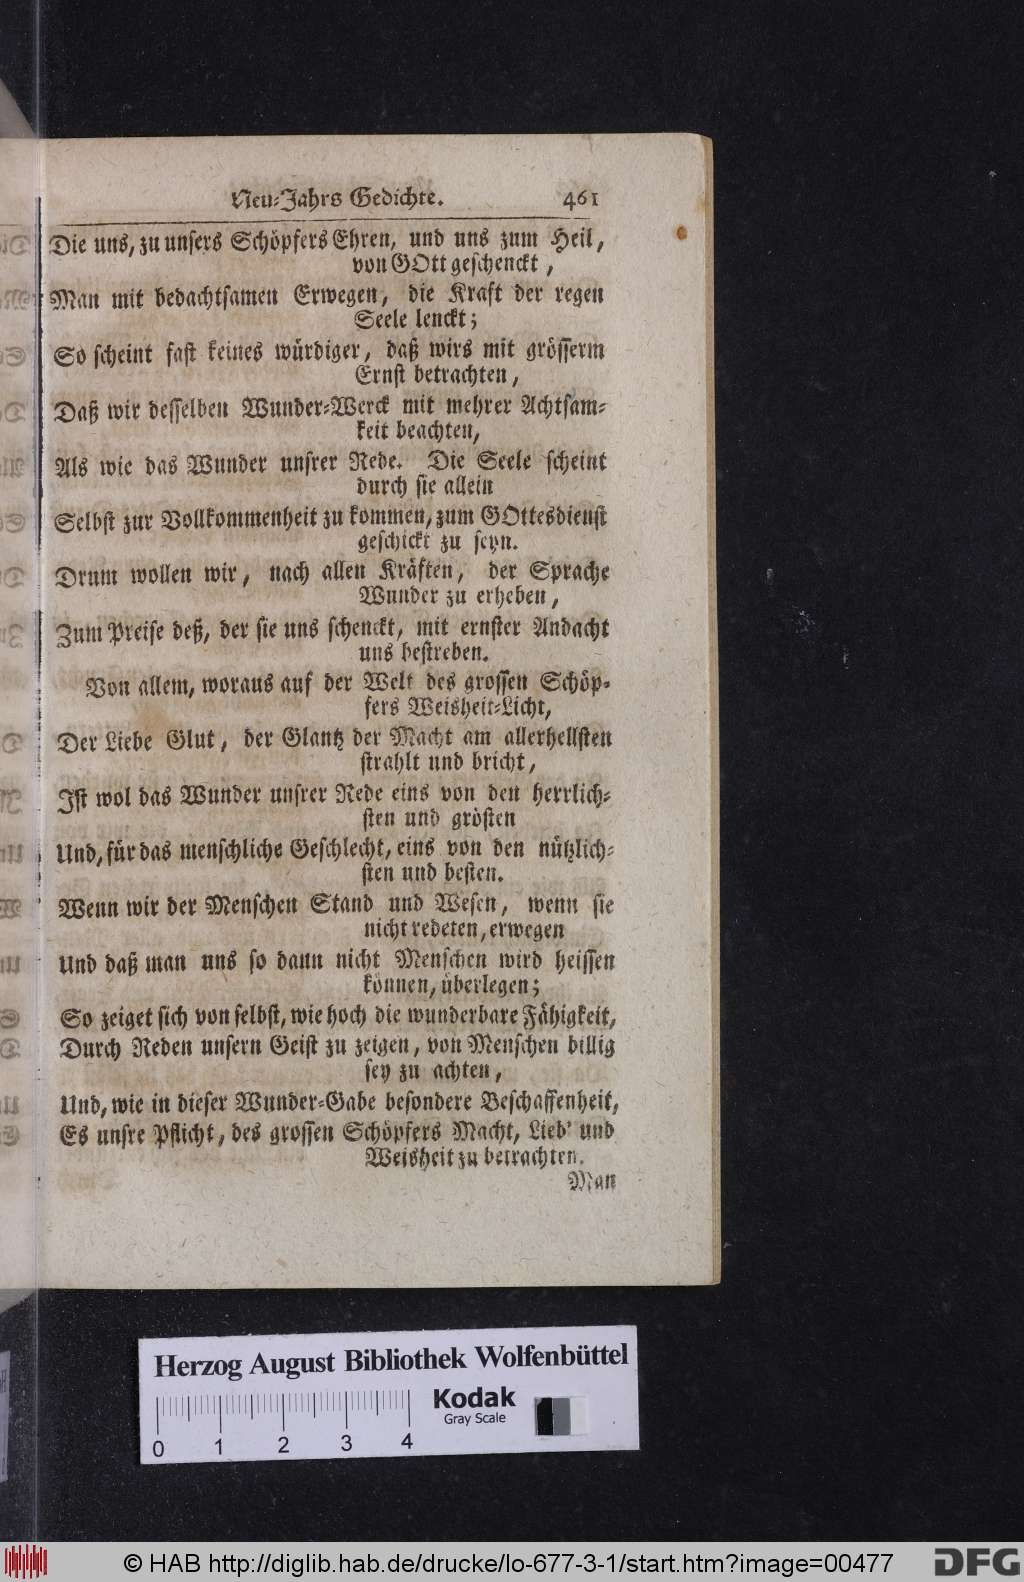 Neu-Jahrs Gedichte. 461
Die uns, zu unsers Schöpfers Ehren, und uns zum Heil,
von GOtt geschenckt,
Man mit bedachtsamen Erwegen, die Kraft der regen
Seele lenckt;
So scheint fast keines würdiger, daß wirs mit grösserm
Ernst betrachten,
Daß wir desselben Wunder-Werck mit mehrer Achtsam-
keit beachten,
Als wie das Wunder unsrer Rede. Die Seele scheint
durch sie allein
Selbst zur Vollkommenheit zu kommen, zum GOttesdienst
geschickt zu seyn.
Drum wollen wir, nach allen Kräften, der Sprache
Wunder zu erheben,
Zum Preise deß, der sie uns schenckt, mit ernster Andacht
uns bestreben.
Von allem, woraus auf der Welt des grossen Schöp-
fers Weisheit-Licht,
Der Liebe Glut, der Glantz der Macht am allerhellsten
strahlt und bricht,
Ist wol das Wunder unsrer Rede eins von den herrlich-
sten und grösten
Und, für das menschliche Geschlecht, eins von den nützlich-
sten und besten.
Wenn wir der Menschen Stand und Wesen, wenn sie
nicht redeten, erwegen
Und daß man uns so dann nicht Menschen wird heissen
können, überlegen;
So zeiget sich von selbst, wie hoch die wunderbare Fähigkeit,
Durch Reden unsern Geist zu zeigen, von Menschen billig
sey zu achten,
Und, wie in dieser Wunder-Gabe besondere Beschaffenheit,
Es unsre Pflicht, des grossen Schöpfers Macht, Lieb' und
Weisheit zu betrachten.
Man
Herzog August Bibliothek Wolfenbüttel
Kodak
Gray Scale
0 1 2 3 4
© HAB http://diglib.hab.de/drucke/lo-677-3-1/start.htm?image=00477
DFG